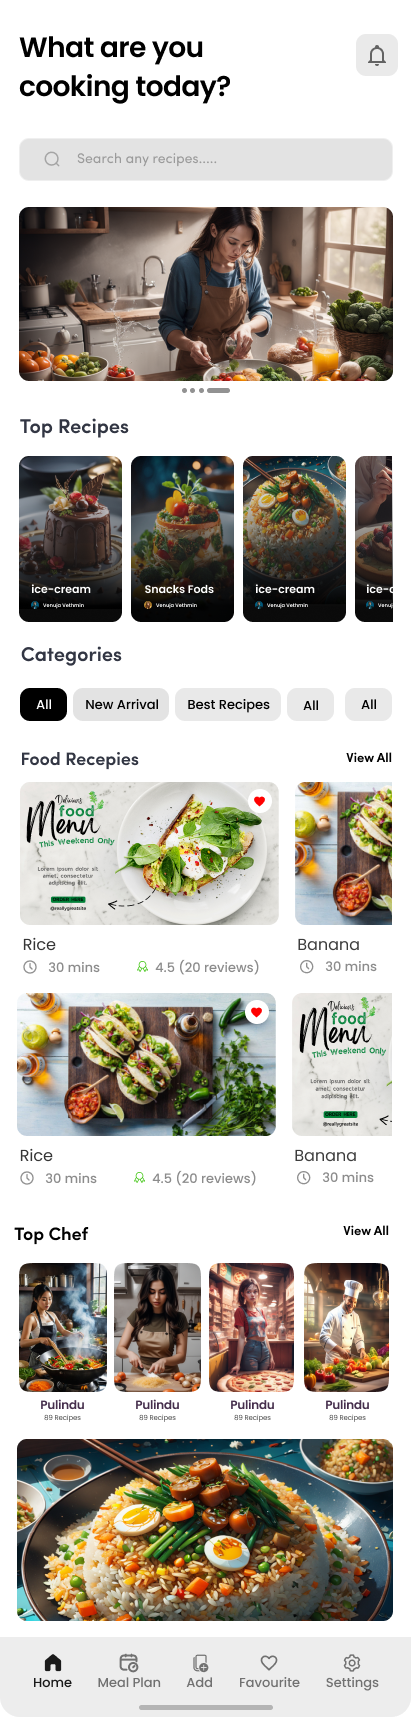 What are you
cooking today?
Search any recipes.....
Top Recipes
ice-cream
Venuja Vethmin
Snacks Fods
Venuja Vethmin
ice-cream
Venuja Vethmin
ice-c
Venuj
Categories
All
New Arrival
Best Recipes
All
All
Food Recepies
View All
Delicious
food
Menu
This Weekend Only
Lorem ipsum dolor sit
amet, consectetur
adipiscing elit.
ORDER HERE
@reallygreatsite
Rice
30 mins
4.5 (20 reviews)
Banana
30 mins
Rice
30 mins
4.5 (20 reviews)
Delicious
food
Menu
This Weekend Only
Lorem ipsum dolor sit
amet, consectetur
adipiscing elit.
ORDER HERE
@reallygreatsite
Banana
30 mins
Top Chef
View All
Pulindu
89 Recipes
Pulindu
89 Recipes
Pulindu
89 Recipes
Pulindu
89 Recipes
Home
Meal Plan
Add
Favourite
Settings